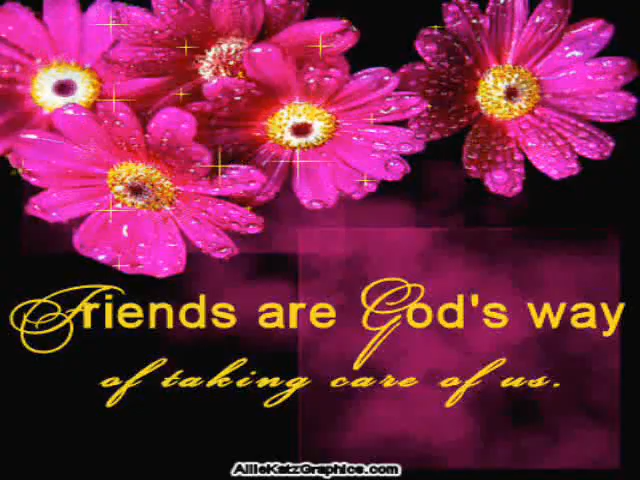 Friends are God's way
of taking care of us.
AllieKatzGraphics.com